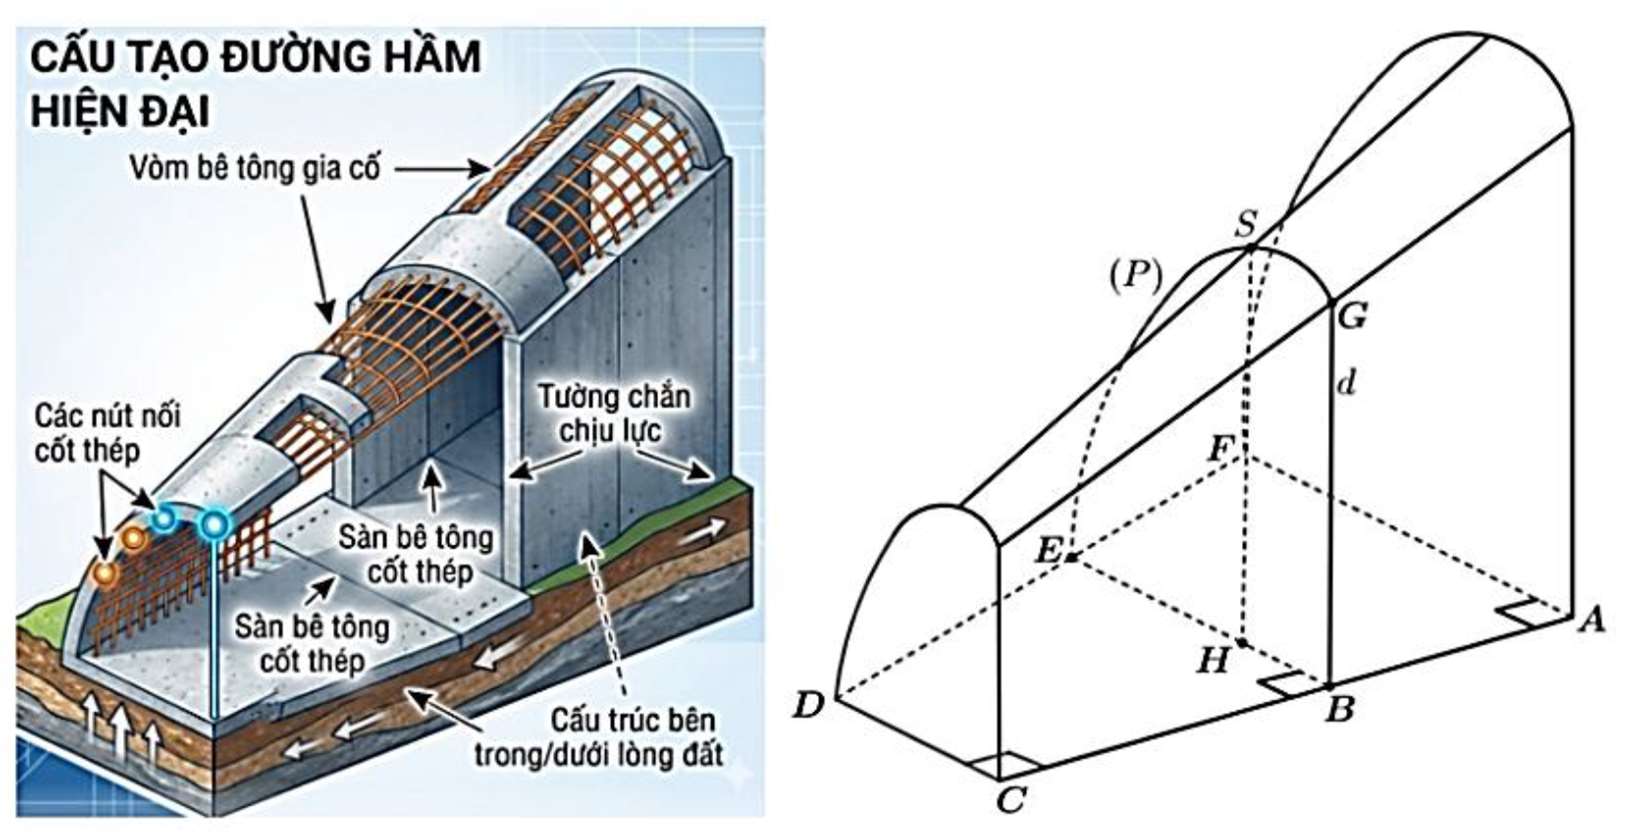 CẤU TẠO ĐƯỜNG HẦM
HIỆN ĐẠI
Vòm bê tông gia cố
Các nút nối
cốt thép
Tường chắn
chịu lực
Sàn bê tông
cốt thép
Sàn bê tông
cốt thép
Cấu trúc bên
trong/dưới lòng đất
S
(P)
G
d
F
E
A
H
D
B
C